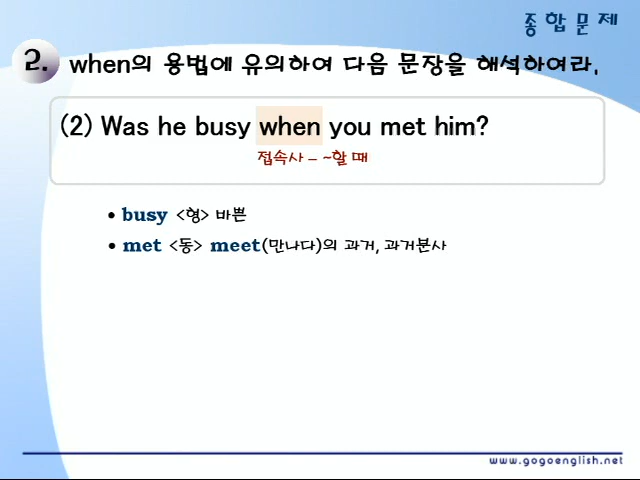 종합문제
2. when의 용법에 유의하여 다음 문장을 해석하여라.
(2) Was he busy when you met him?
접속사 – ~할 때
• busy <형> 바쁜
• met <동> meet(만나다)의 과거, 과거분사
www.gogoenglish.net